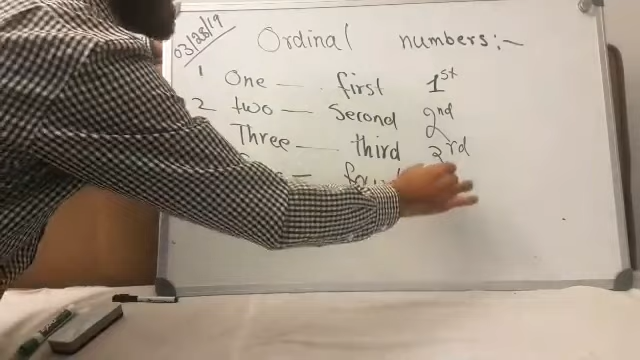 03/28/19
Ordinal numbers:-
1 One — first 1st
2 two — Second 2nd
Three — third 3rd